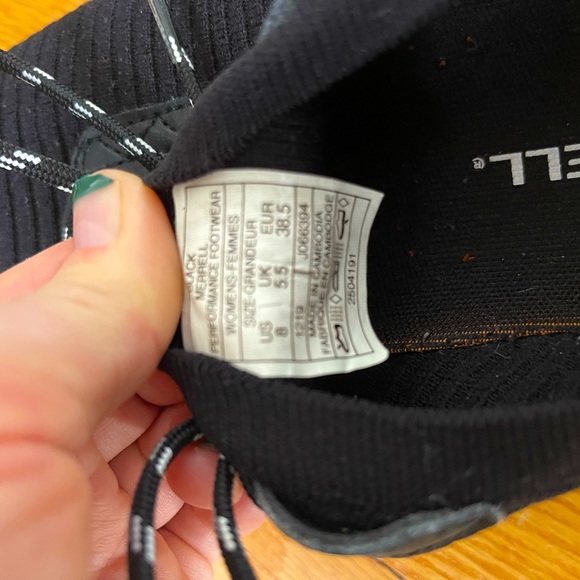 BLACK
MERRELL
PERFORMANCE FOOTWEAR
WOMENS-FEMMES
SIZE-GRANDEUR
US UK EUR
8 5.5 38.5
1219 J066394
MADE IN CAMBODIA
FABRIQUE EN CAMBODGE
2504191
ELL®